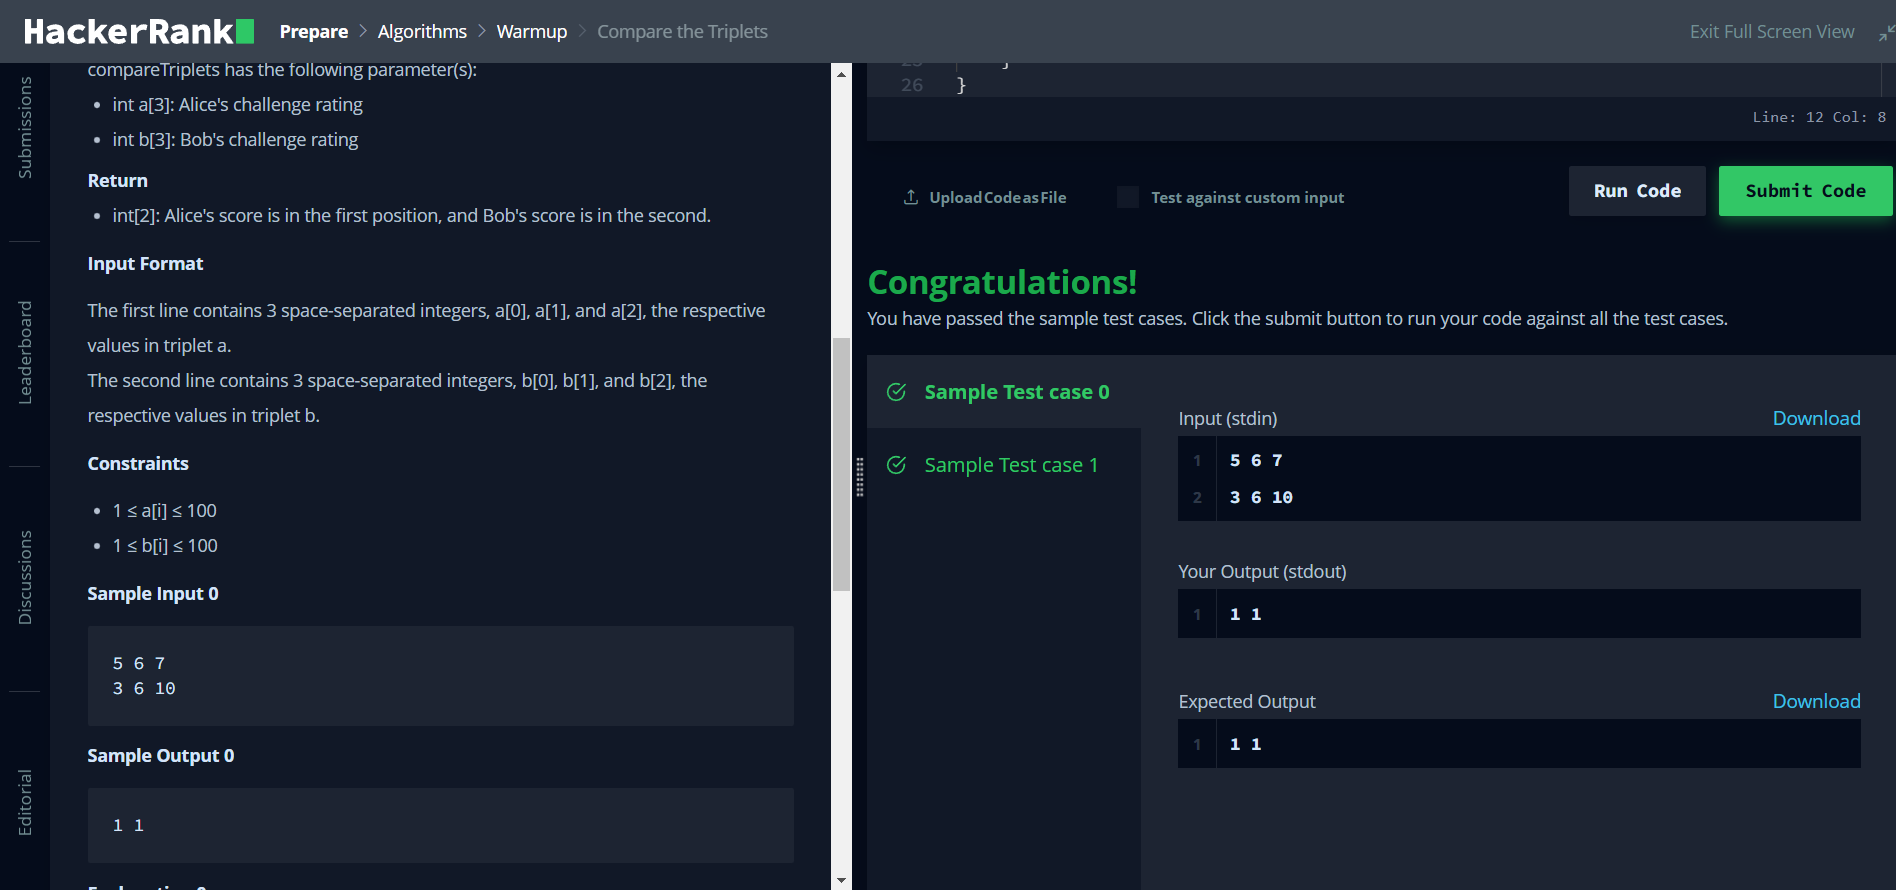 HackerRank Prepare > Algorithms > Warmup > Compare the Triplets Exit Full Screen View
Submissions
Leaderboard
Discussions
Editorial
compareTriplets has the following parameter(s):
• int a[3]: Alice's challenge rating
• int b[3]: Bob's challenge rating
Return
• int[2]: Alice's score is in the first position, and Bob's score is in the second.
Input Format
The first line contains 3 space-separated integers, a[0], a[1], and a[2], the respective
values in triplet a.
The second line contains 3 space-separated integers, b[0], b[1], and b[2], the
respective values in triplet b.
Constraints
• 1 ≤ a[i] ≤ 100
• 1 ≤ b[i] ≤ 100
Sample Input 0
5 6 7
3 6 10
Sample Output 0
1 1
26 }
Line: 12 Col: 8
Upload Code as File Test against custom input Run Code Submit Code
Congratulations!
You have passed the sample test cases. Click the submit button to run your code against all the test cases.
Sample Test case 0
Sample Test case 1
Input (stdin) Download
1 5 6 7
2 3 6 10
Your Output (stdout)
1 1 1
Expected Output Download
1 1 1